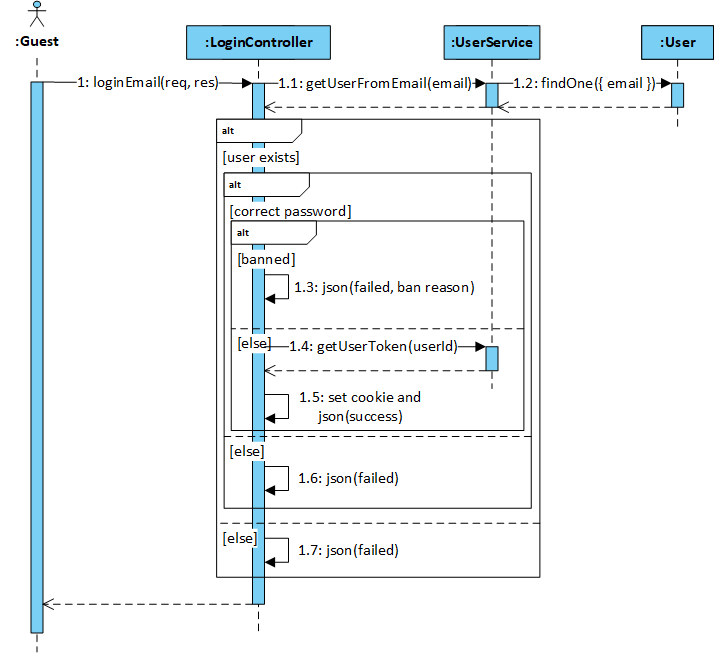 :Guest
:LoginController
:UserService
:User
1: loginEmail(req, res)
1.1: getUserFromEmail(email)
1.2: findOne({ email })
alt
[user exists]
alt
[correct password]
alt
[banned]
1.3: json(failed, ban reason)
[else]
1.4: getUserToken(userId)
1.5: set cookie and
json(success)
[else]
1.6: json(failed)
[else]
1.7: json(failed)